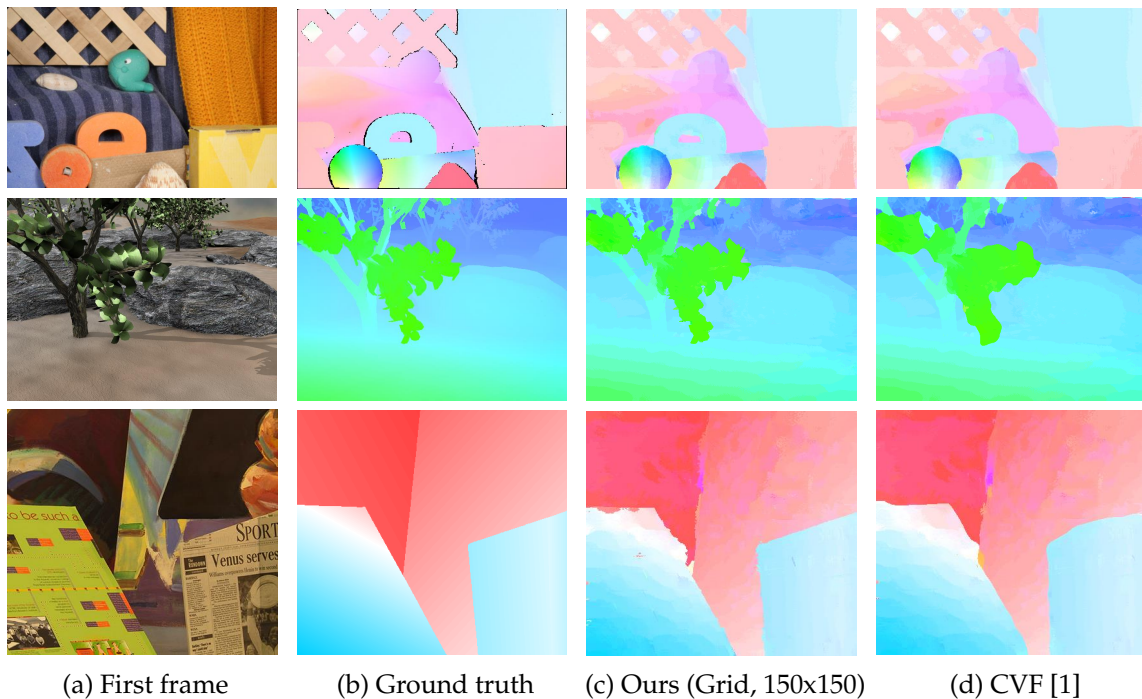 to be such a
SPORT
Venus serves
(a) First frame
(b) Ground truth
(c) Ours (Grid, 150x150)
(d) CVF [1]